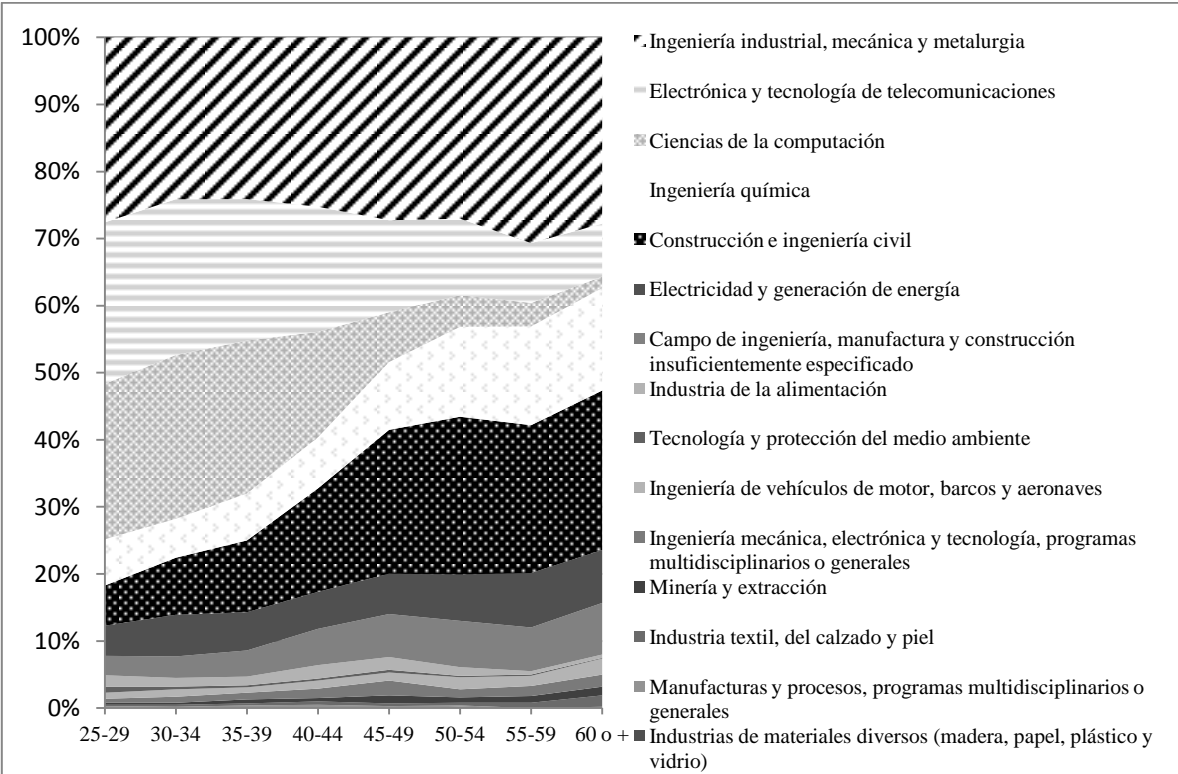 100%
90%
80%
70%
60%
50%
40%
30%
20%
10%
0%
25-29 30-34 35-39 40-44 45-49 50-54 55-59 60 o +
Ingeniería industrial, mecánica y metalurgia
Electrónica y tecnología de telecomunicaciones
Ciencias de la computación
Ingeniería química
Construcción e ingeniería civil
Electricidad y generación de energía
Campo de ingeniería, manufactura y construcción
insuficientemente especificado
Industria de la alimentación
Tecnología y protección del medio ambiente
Ingeniería de vehículos de motor, barcos y aeronaves
Ingeniería mecánica, electrónica y tecnología, programas
multidisciplinarios o generales
Minería y extracción
Industria textil, del calzado y piel
Manufacturas y procesos, programas multidisciplinarios o
generales
Industrias de materiales diversos (madera, papel, plástico y
vidrio)